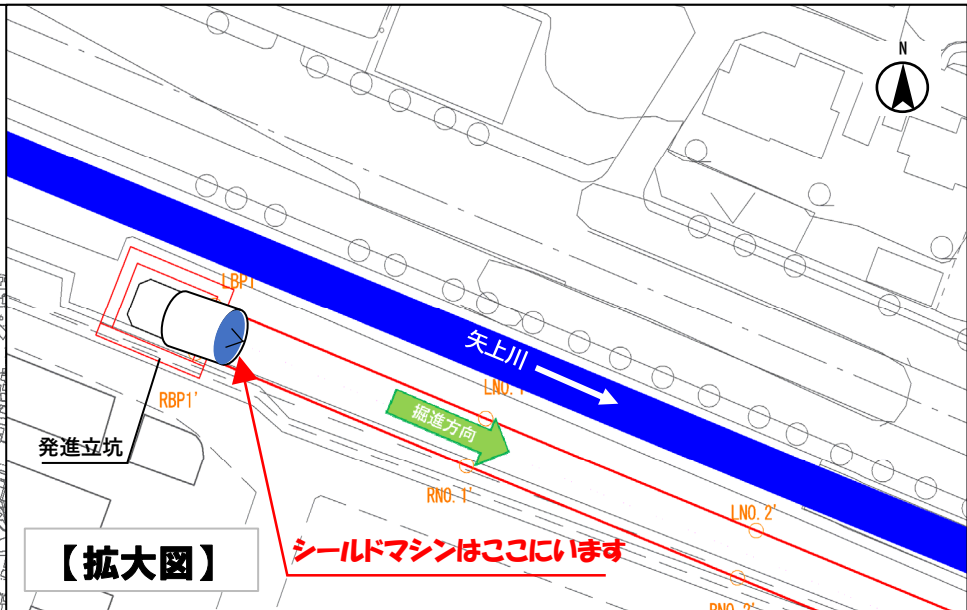 N
LBP1
矢上川
LNO.1'
RBP1'
掘進方向
発進立坑
RNO.1'
LNO.2'
【拡大図】
シールドマシンはここにいます
RNO.2'